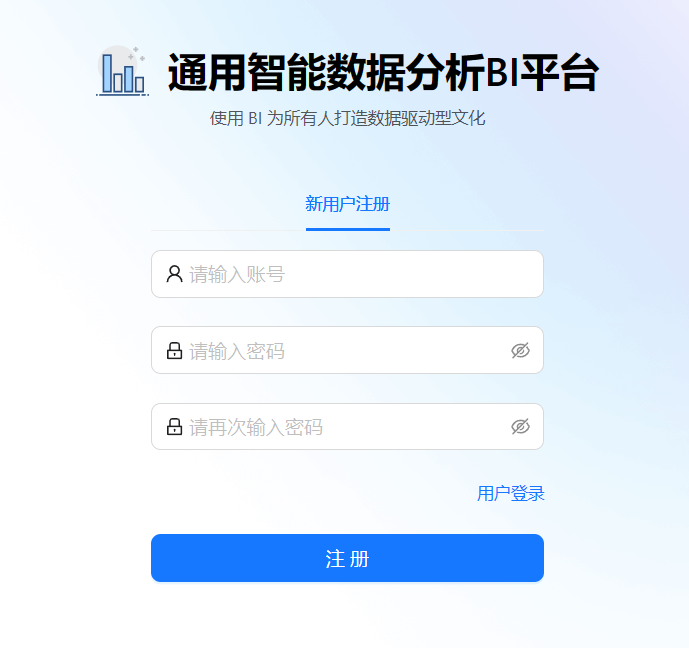 通用智能数据分析BI平台
使用 BI 为所有人打造数据驱动型文化
新用户注册
请输入账号
请输入密码
请再次输入密码
用户登录
注 册